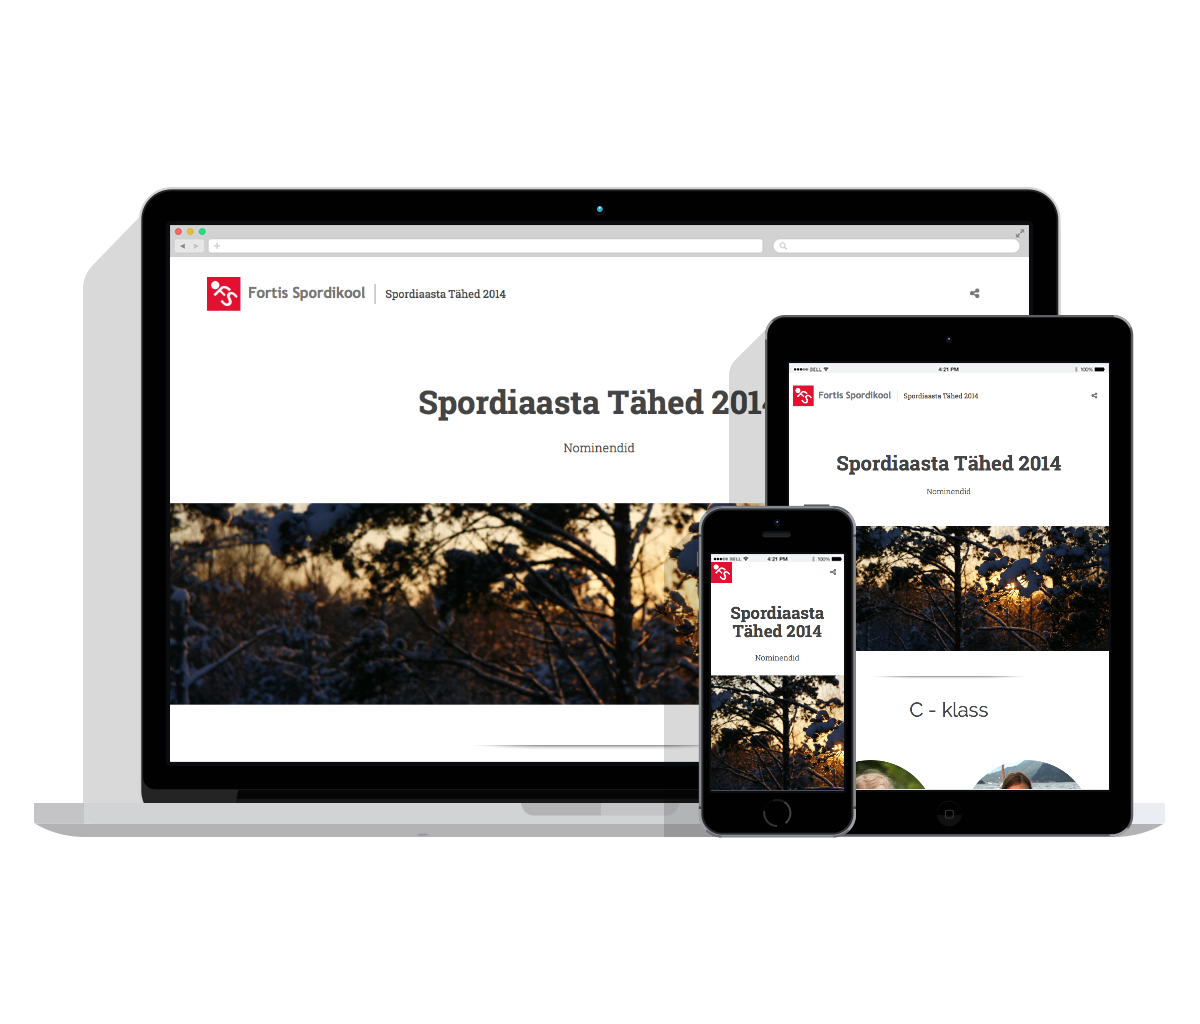 Fortis Spordikool
Spordiaasta Tähed 2014
Spordiaasta Tähed 2014
Nominendid
BELL
4:21 PM
100%
Fortis Spordikool
Spordiaasta Tähed 2014
Spordiaasta Tähed 2014
Nominendid
C - klass
BELL
4:21 PM
100%
Spordiaasta
Tähed 2014
Nominendid